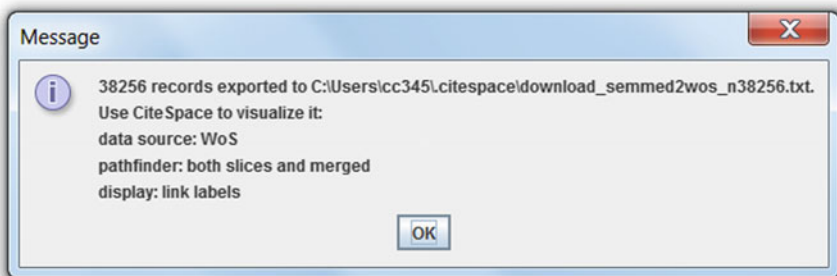 Message
38256 records exported to C:\Users\cc345\.citespace\download_semmed2wos_n38256.txt.
Use CiteSpace to visualize it:
data source: WoS
pathfinder: both slices and merged
display: link labels
OK